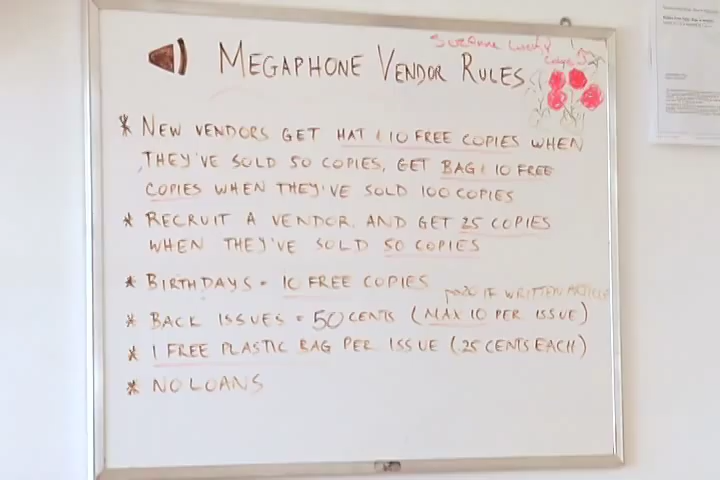 MEGAPHONE VENDOR RULES
* NEW VENDORS GET HAT & 10 FREE COPIES WHEN
THEY'VE SOLD 50 COPIES, GET BAG & 10 FREE
COPIES WHEN THEY'VE SOLD 100 COPIES
* RECRUIT A VENDOR AND GET 25 COPIES
WHEN THEY'VE SOLD 50 COPIES
* BIRTHDAYS = 10 FREE COPIES
IF WRITTEN ARTICLE
* BACK ISSUES = 50 CENTS (MAX 10 PER ISSUE)
* 1 FREE PLASTIC BAG PER ISSUE (25 CENTS EACH)
* NO LOANS